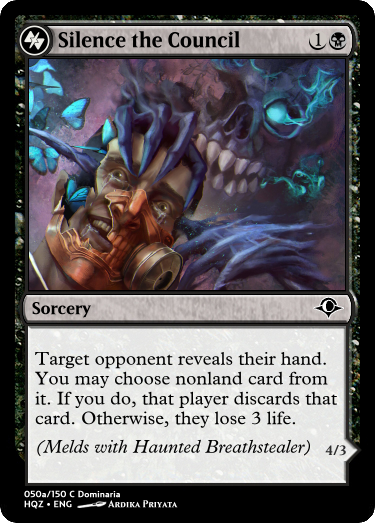 Silence the Council 1
Sorcery
Target opponent reveals their hand.
You may choose nonland card from
it. If you do, that player discards that
card. Otherwise, they lose 3 life.
(Melds with Haunted Breathstealer)
4/3
050a/150 C Dominaria
HQZ • ENG Ardika Priyata